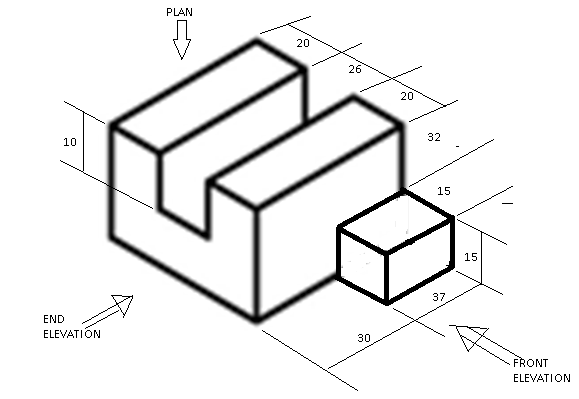 PLAN
20
26
20
10
32
15
15
37
30
END
ELEVATION
FRONT
ELEVATION